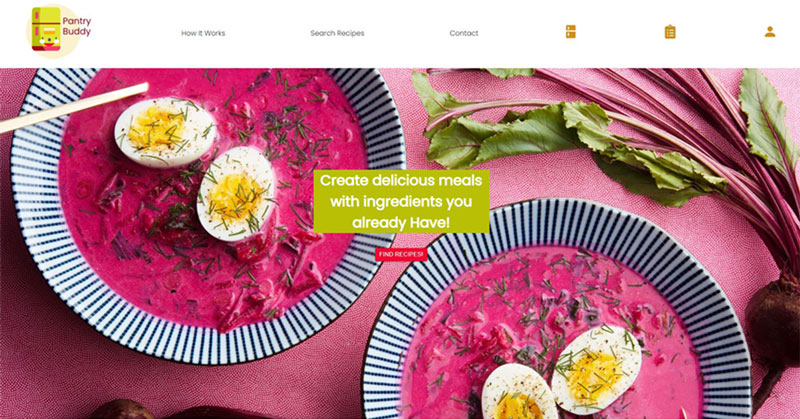 Pantry
Buddy
How It Works
Search Recipes
Contact
Create delicious meals
with ingredients you
already Have!
FIND RECIPES!